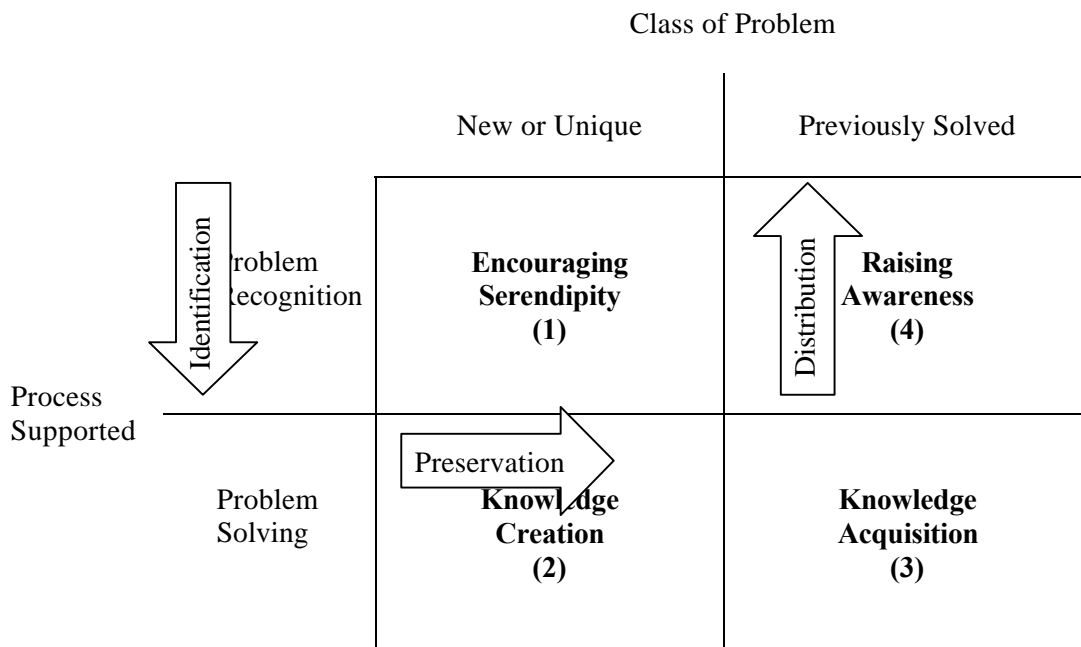 Class of Problem
New or Unique
Previously Solved
Identification
Problem
Recognition
Encouraging
Serendipity
(1)
Distribution
Raising
Awareness
(4)
Process
Supported
Preservation
Problem
Solving
Knowledge
Creation
(2)
Knowledge
Acquisition
(3)